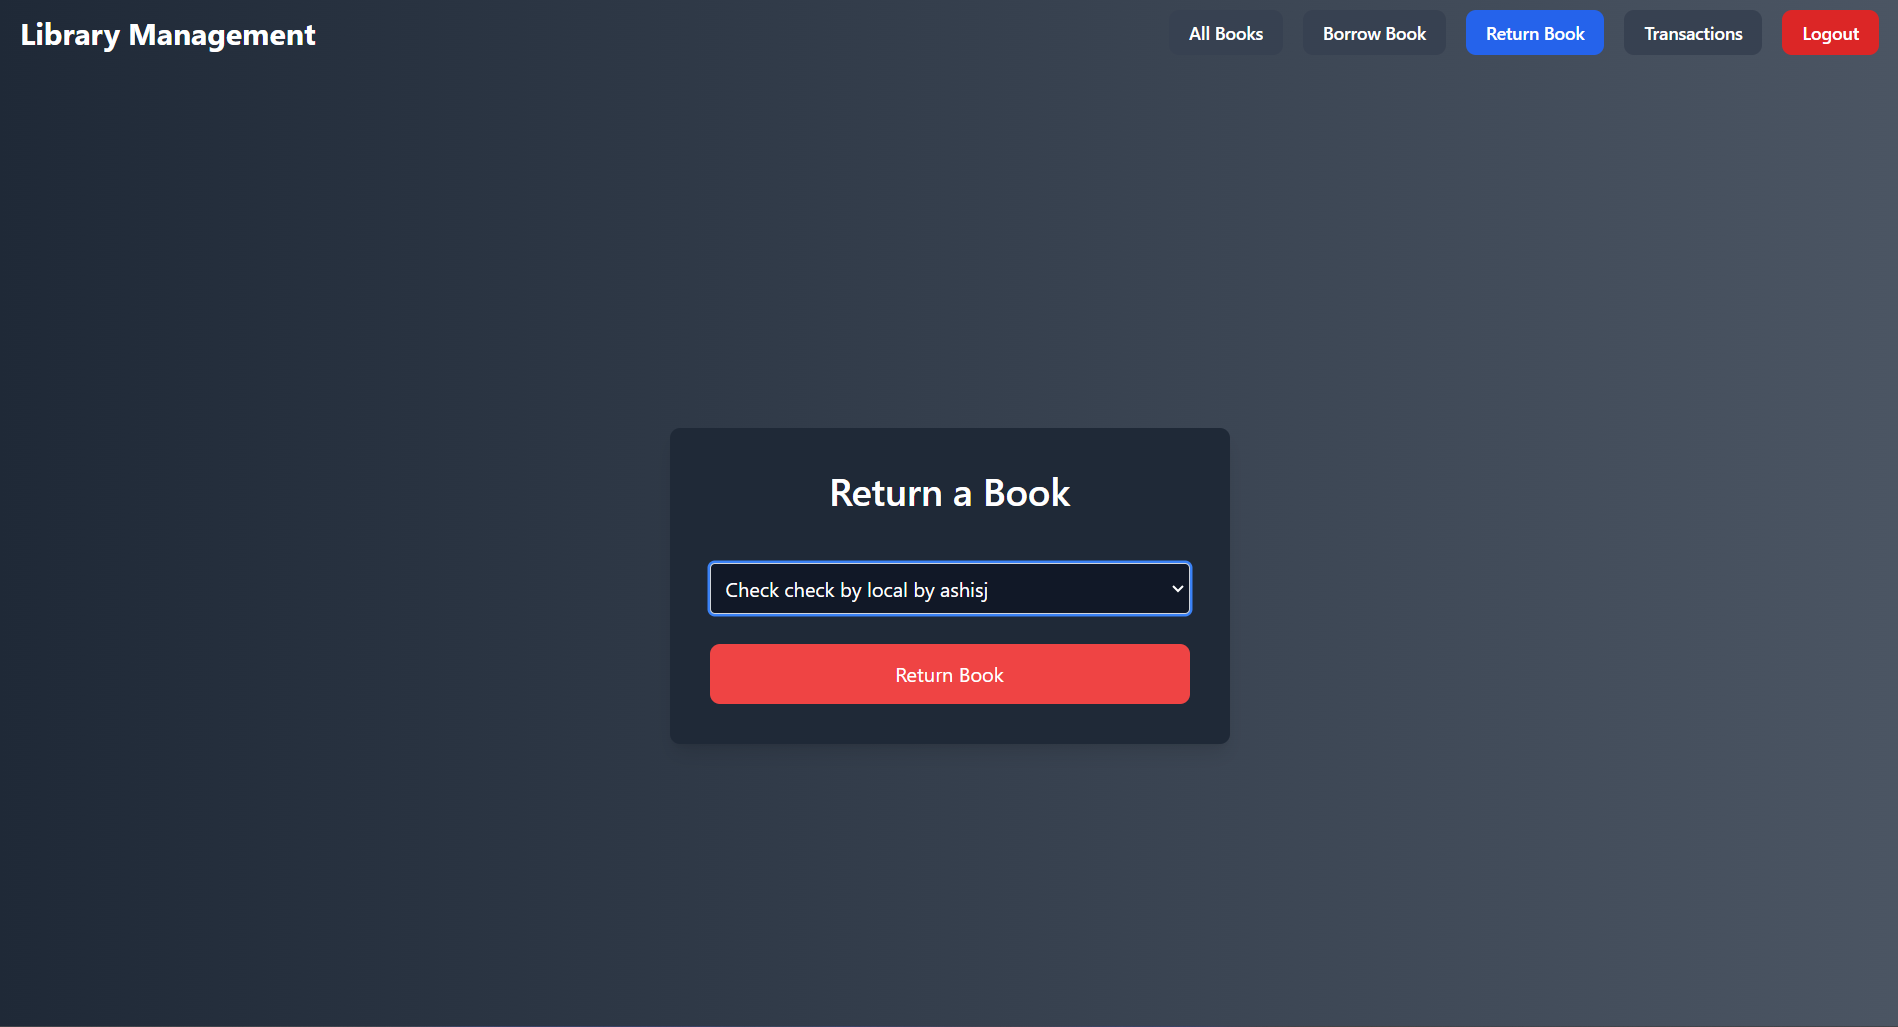 Library Management
All Books
Borrow Book
Return Book
Transactions
Logout
Return a Book
Check check by local by ashisj
Return Book